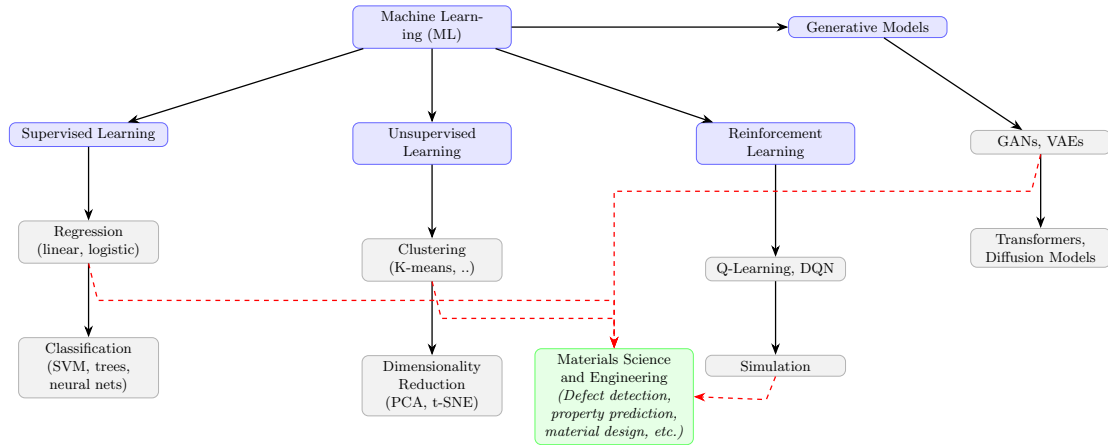 Machine Learn-
ing (ML)
Generative Models
Supervised Learning
Unsupervised
Learning
Reinforcement
Learning
GANs, VAEs
Regression
(linear, logistic)
Clustering
(K-means, ..)
Q-Learning, DQN
Transformers,
Diffusion Models
Classification
(SVM, trees,
neural nets)
Dimensionality
Reduction
(PCA, t-SNE)
Materials Science
and Engineering
(Defect detection,
property prediction,
material design, etc.)
Simulation